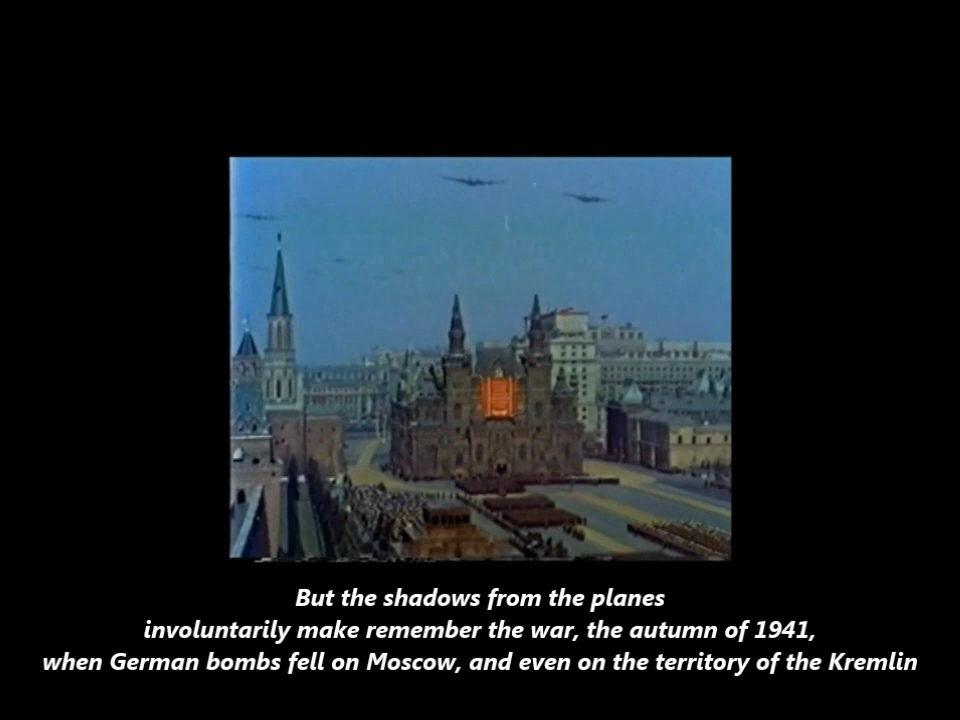 But the shadows from the planes
involuntarily make remember the war, the autumn of 1941,
when German bombs fell on Moscow, and even on the territory of the Kremlin